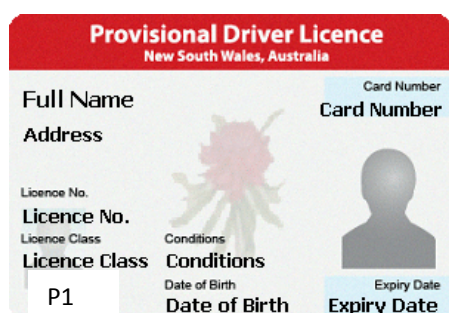 Provisional Driver Licence
New South Wales, Australia
Card Number
Full Name
Card Number
Address
Licence No.
Licence No.
Licence Class Conditions
Licence Class Conditions
Date of Birth Expiry Date
P1
Date of Birth Expiry Date